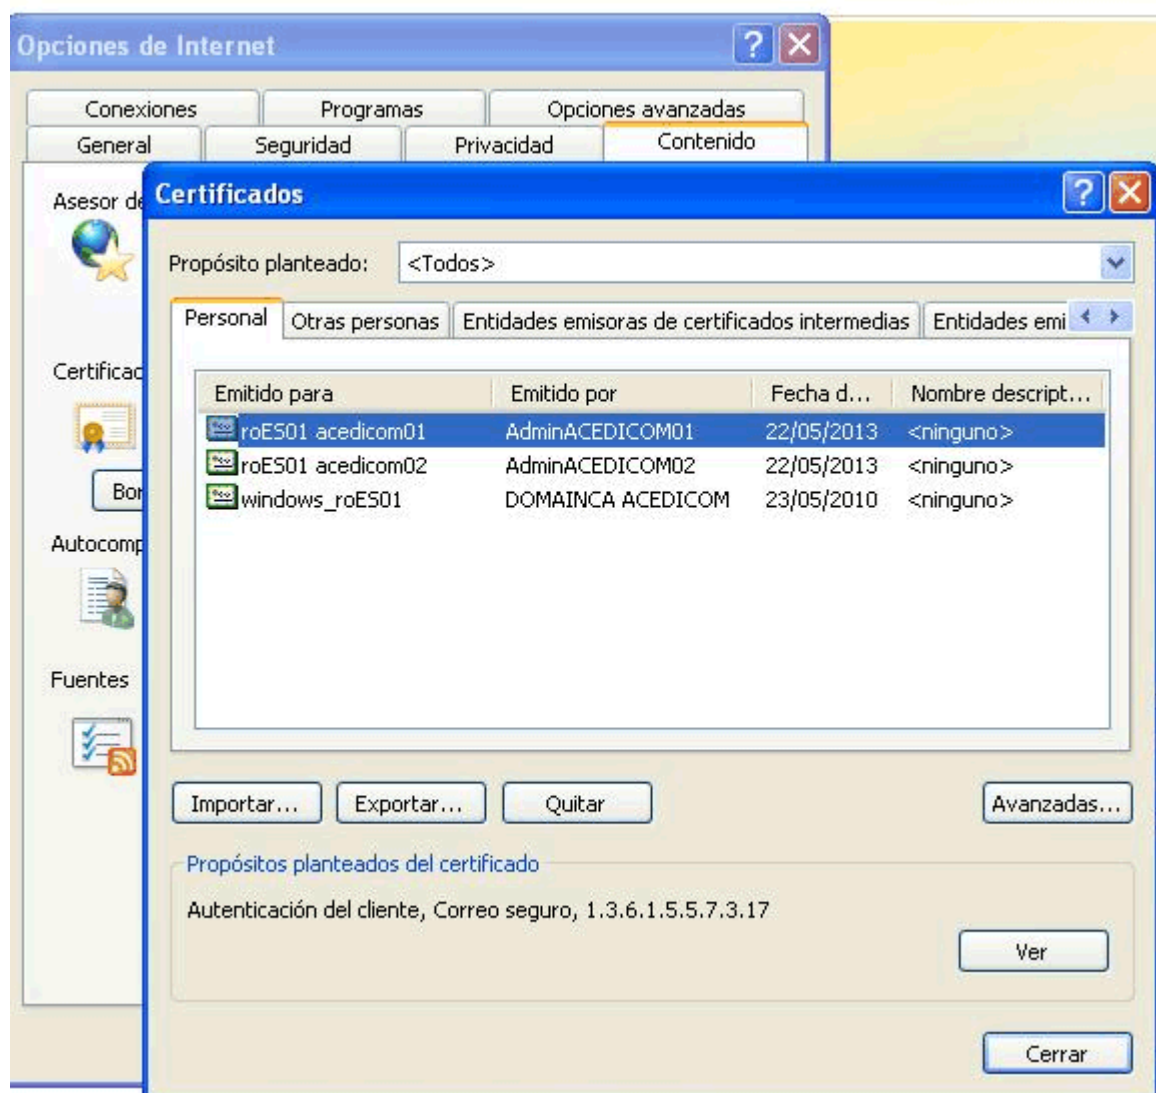 Opciones de Internet
Conexiones Programas Opciones avanzadas
General Seguridad Privacidad Contenido
Asesor de
Certificados
Propósito planteado: <Todos>
Personal Otras personas Entidades emisoras de certificados intermedias Entidades emi
Certificad
Emitido para Emitido por Fecha d... Nombre descript...
roES01 acedicom01 AdminACEDICOM01 22/05/2013 <ninguno>
roES01 acedicom02 AdminACEDICOM02 22/05/2013 <ninguno>
windows_roES01 DOMAINCA ACEDICOM 23/05/2010 <ninguno>
Bor
Autocomp
Fuentes
Importar... Exportar... Quitar Avanzadas...
Propósitos planteados del certificado
Autenticación del cliente, Correo seguro, 1.3.6.1.5.5.7.3.17
Ver
Cerrar